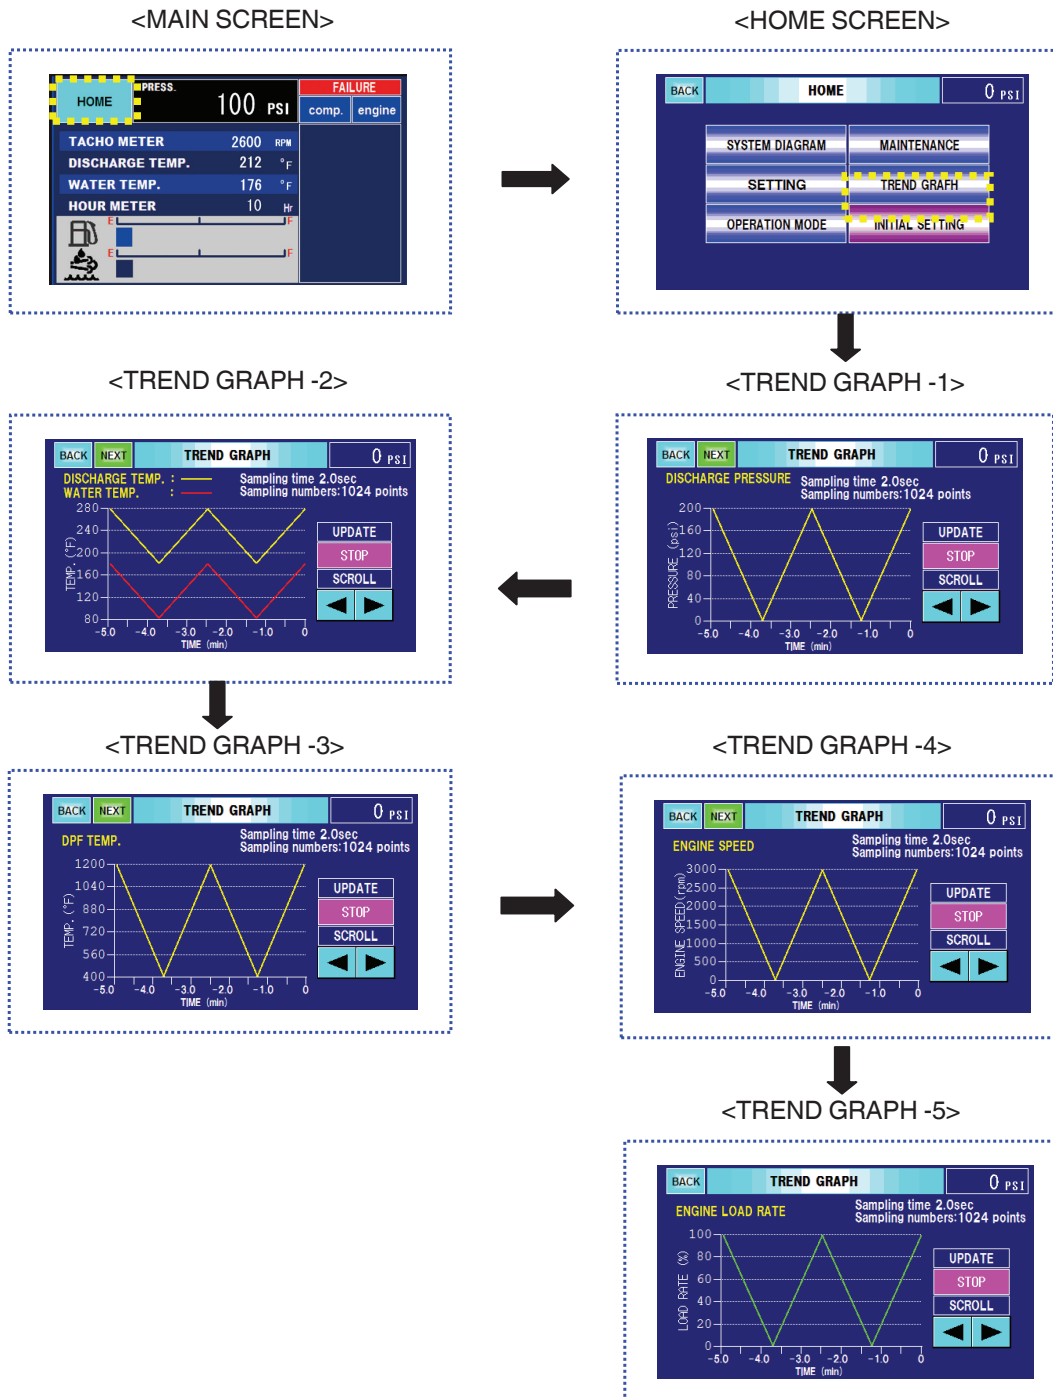 <MAIN SCREEN>
HOME
PRESS.
100 PSI
FAILURE
comp. engine
TACHO METER 2600 RPM
DISCHARGE TEMP. 212 °F
WATER TEMP. 176 °F
HOUR METER 10 Hr
E F
E F
<HOME SCREEN>
BACK HOME 0 PSI
SYSTEM DIAGRAM MAINTENANCE
SETTING TREND GRAFH
OPERATION MODE INITIAL SETTING
<TREND GRAPH -2>
BACK NEXT TREND GRAPH 0 PSI
DISCHARGE TEMP. :
WATER TEMP. :
Sampling time 2.0sec
Sampling numbers:1024 points
TEMP. (°F)
280
240
200
160
120
80
-5.0 -4.0 -3.0 -2.0 -1.0 0
TIME (min)
UPDATE
STOP
SCROLL
<TREND GRAPH -1>
BACK NEXT TREND GRAPH 0 PSI
DISCHARGE PRESSURE
Sampling time 2.0sec
Sampling numbers:1024 points
PRESSURE (psi)
200
160
120
80
40
0
-5.0 -4.0 -3.0 -2.0 -1.0 0
TIME (min)
UPDATE
STOP
SCROLL
<TREND GRAPH -3>
BACK NEXT TREND GRAPH 0 PSI
DPF TEMP.
Sampling time 2.0sec
Sampling numbers:1024 points
TEMP. (°F)
1200
1040
880
720
560
400
-5.0 -4.0 -3.0 -2.0 -1.0 0
TIME (min)
UPDATE
STOP
SCROLL
<TREND GRAPH -4>
BACK NEXT TREND GRAPH 0 PSI
ENGINE SPEED
Sampling time 2.0sec
Sampling numbers:1024 points
ENGINE SPEED(rpm)
3000
2500
2000
1500
1000
500
0
-5.0 -4.0 -3.0 -2.0 -1.0 0
TIME (min)
UPDATE
STOP
SCROLL
<TREND GRAPH -5>
BACK TREND GRAPH 0 PSI
ENGINE LOAD RATE
Sampling time 2.0sec
Sampling numbers:1024 points
LOAD RATE (%)
100
80
60
40
20
0
-5.0 -4.0 -3.0 -2.0 -1.0 0
TIME (min)
UPDATE
STOP
SCROLL